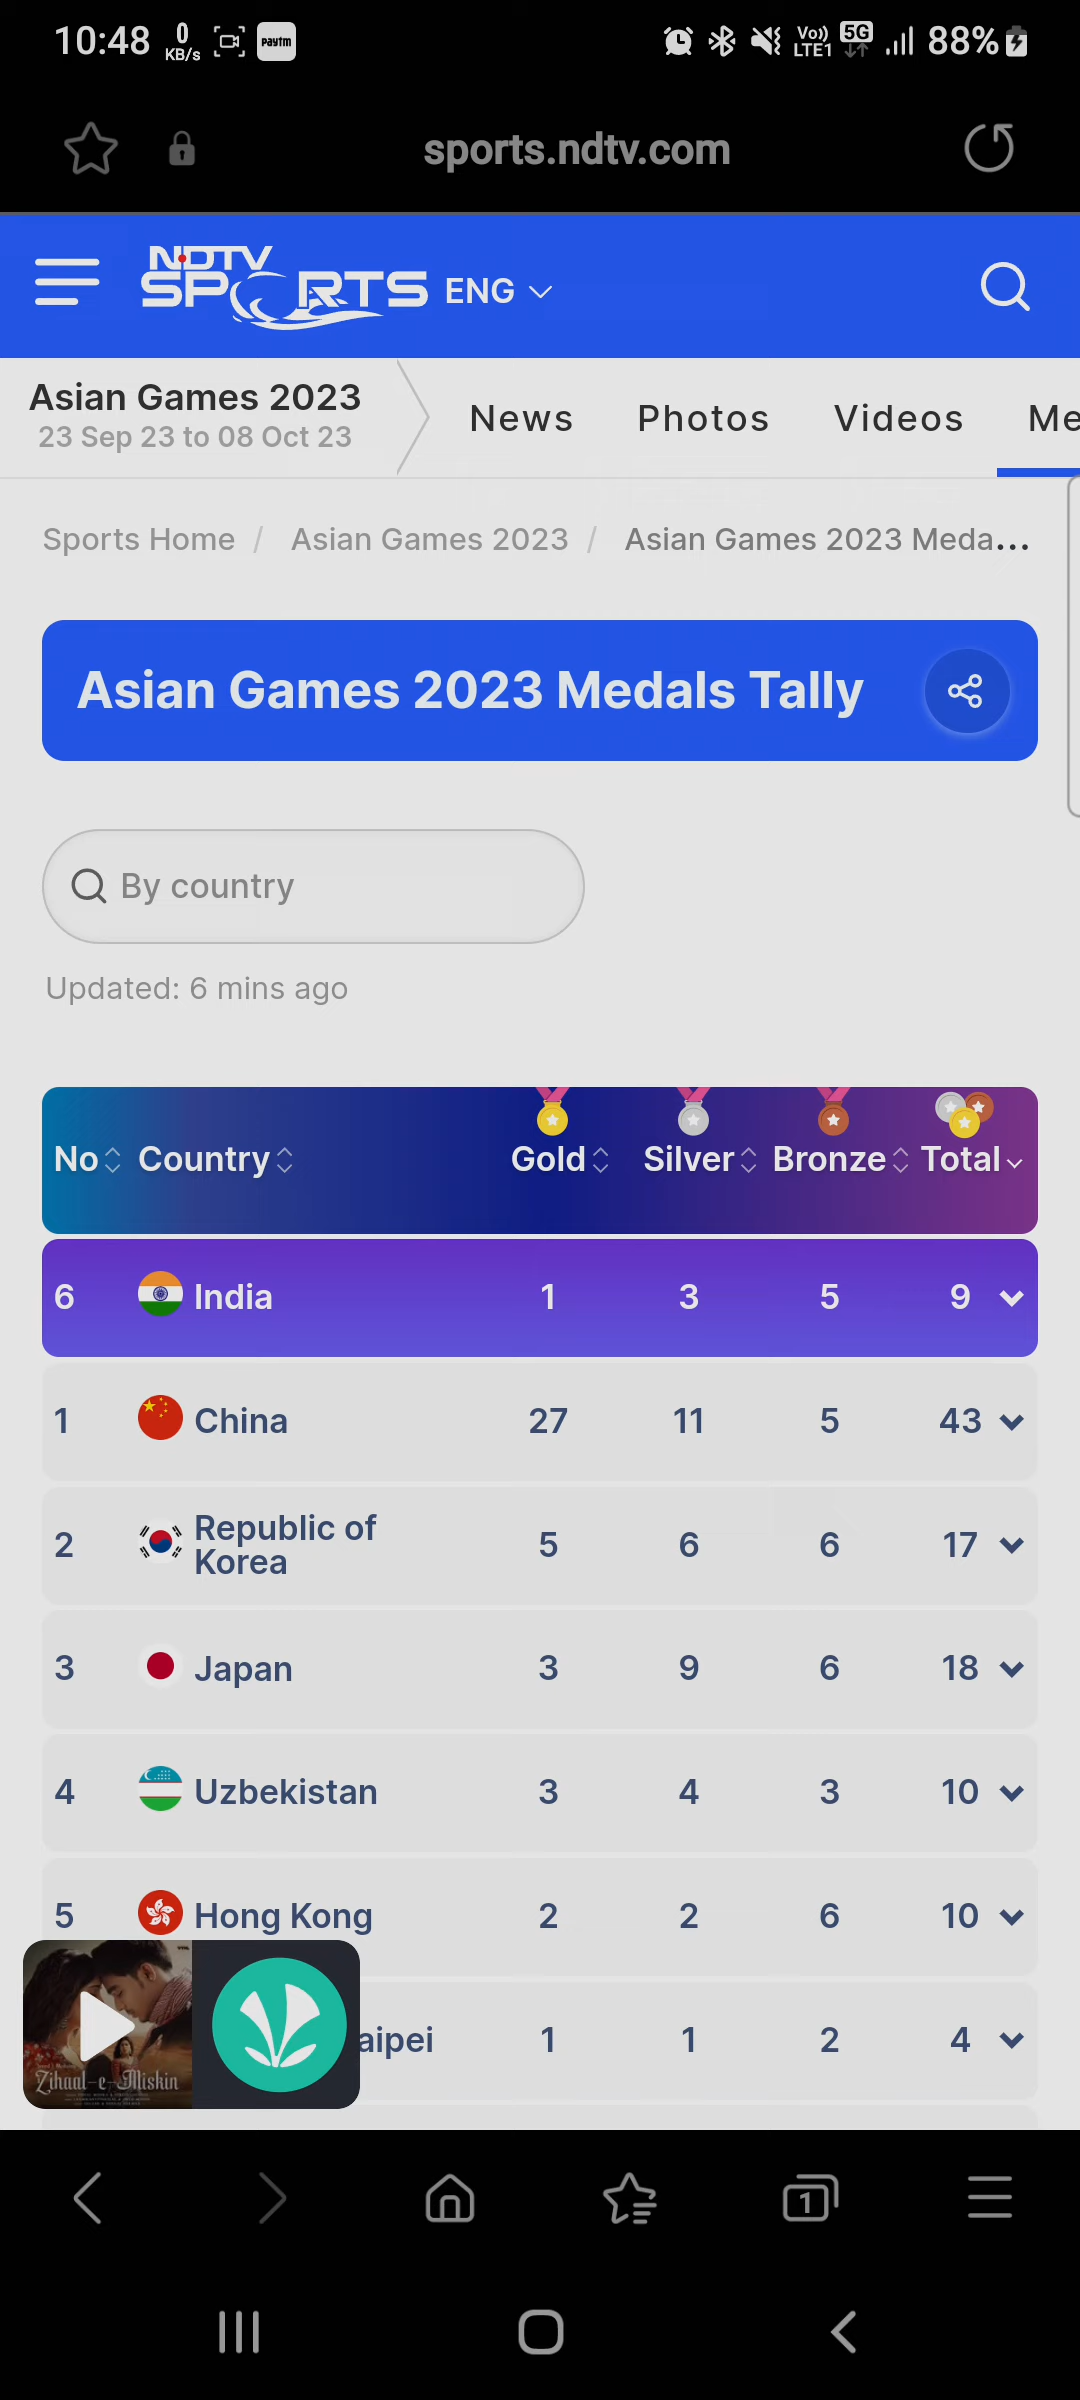 10:48 0 KB/s paytm Vo)) LTE1 5G 88%
sports.ndtv.com
NDTV SPORTS ENG
Asian Games 2023 News Photos Videos Me
23 Sep 23 to 08 Oct 23
Sports Home / Asian Games 2023 / Asian Games 2023 Meda...
Asian Games 2023 Medals Tally
By country
Updated: 6 mins ago
No Country Gold Silver Bronze Total
6 India 1 3 5 9
1 China 27 11 5 43
2 Republic of Korea 5 6 6 17
3 Japan 3 9 6 18
4 Uzbekistan 3 4 3 10
5 Hong Kong 2 2 6 10
aipei 1 1 2 4
Zihaal-e-Miskin
1